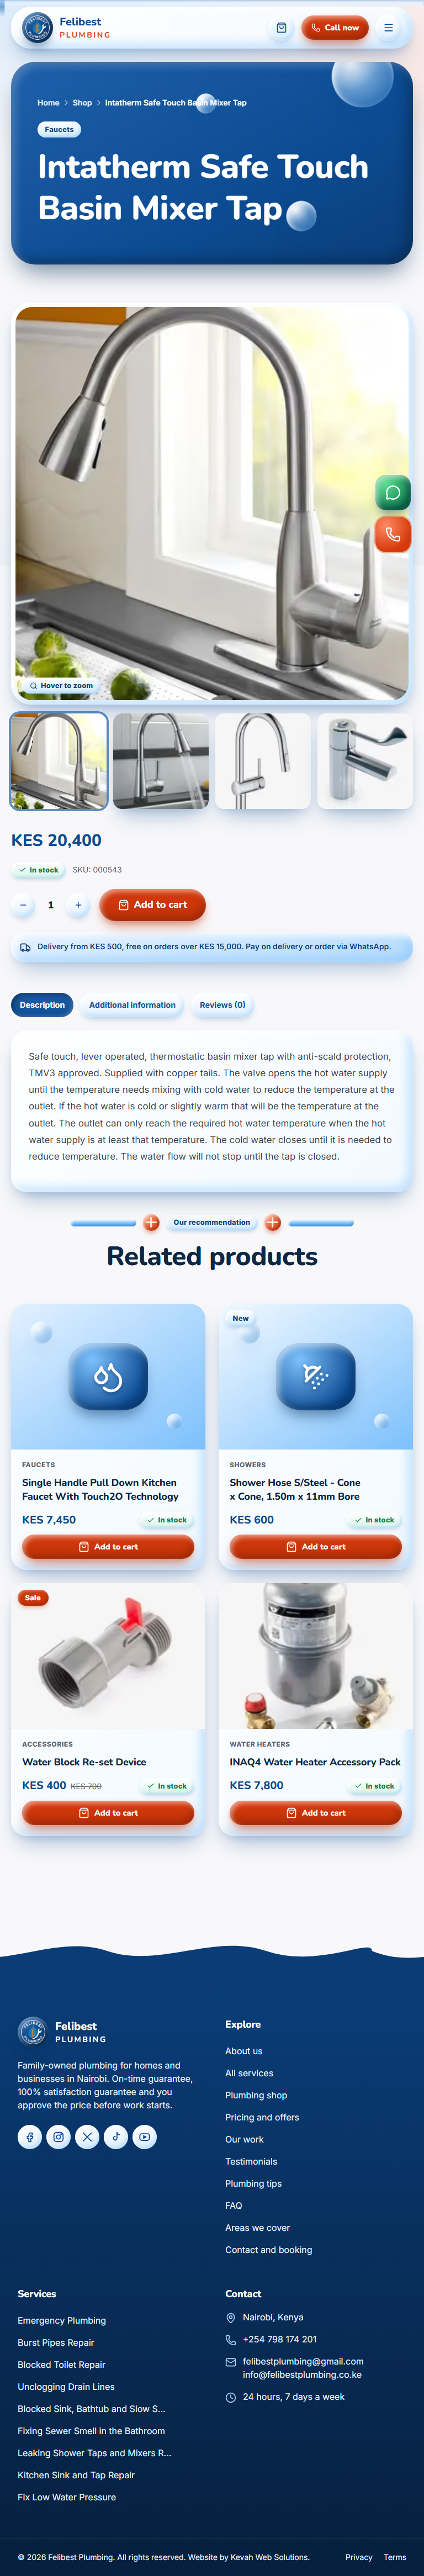 Felibest
PLUMBING
Call now
Home > Shop > Intatherm Safe Touch Basin Mixer Tap
Faucets
Intatherm Safe Touch
Basin Mixer Tap
Hover to zoom
KES 20,400
In stock
SKU: 000543
1
Add to cart
Delivery from KES 500, free on orders over KES 15,000. Pay on delivery or order via WhatsApp.
Description
Additional information
Reviews (0)
Safe touch, lever operated, thermostatic basin mixer tap with anti-scald protection,
TMV3 approved. Supplied with copper tails. The valve opens the hot water supply
until the temperature needs mixing with cold water to reduce the temperature at the
outlet. If the hot water is cold or slightly warm that will be the temperature at the
outlet. The outlet can only reach the required hot water temperature when the hot
water supply is at least that temperature. The cold water closes until it is needed to
reduce temperature. The water flow will not stop until the tap is closed.
Our recommendation
Related products
FAUCETS
Single Handle Pull Down Kitchen
Faucet With Touch2O Technology
KES 7,450
In stock
Add to cart
New
SHOWERS
Shower Hose S/Steel - Cone
x Cone, 1.50m x 11mm Bore
KES 600
In stock
Add to cart
Sale
ACCESSORIES
Water Block Re-set Device
KES 400 KES 700
In stock
Add to cart
WATER HEATERS
INAQ4 Water Heater Accessory Pack
KES 7,800
In stock
Add to cart
Felibest
PLUMBING
Family-owned plumbing for homes and
businesses in Nairobi. On-time guarantee,
100% satisfaction guarantee and you
approve the price before work starts.
Explore
About us
All services
Plumbing shop
Pricing and offers
Our work
Testimonials
Plumbing tips
FAQ
Areas we cover
Contact and booking
Services
Emergency Plumbing
Burst Pipes Repair
Blocked Toilet Repair
Unclogging Drain Lines
Blocked Sink, Bathtub and Slow S...
Fixing Sewer Smell in the Bathroom
Leaking Shower Taps and Mixers R...
Kitchen Sink and Tap Repair
Fix Low Water Pressure
Contact
Nairobi, Kenya
+254 798 174 201
felibestplumbing@gmail.com
info@felibestplumbing.co.ke
24 hours, 7 days a week
© 2026 Felibest Plumbing. All rights reserved. Website by Kevah Web Solutions.
Privacy
Terms